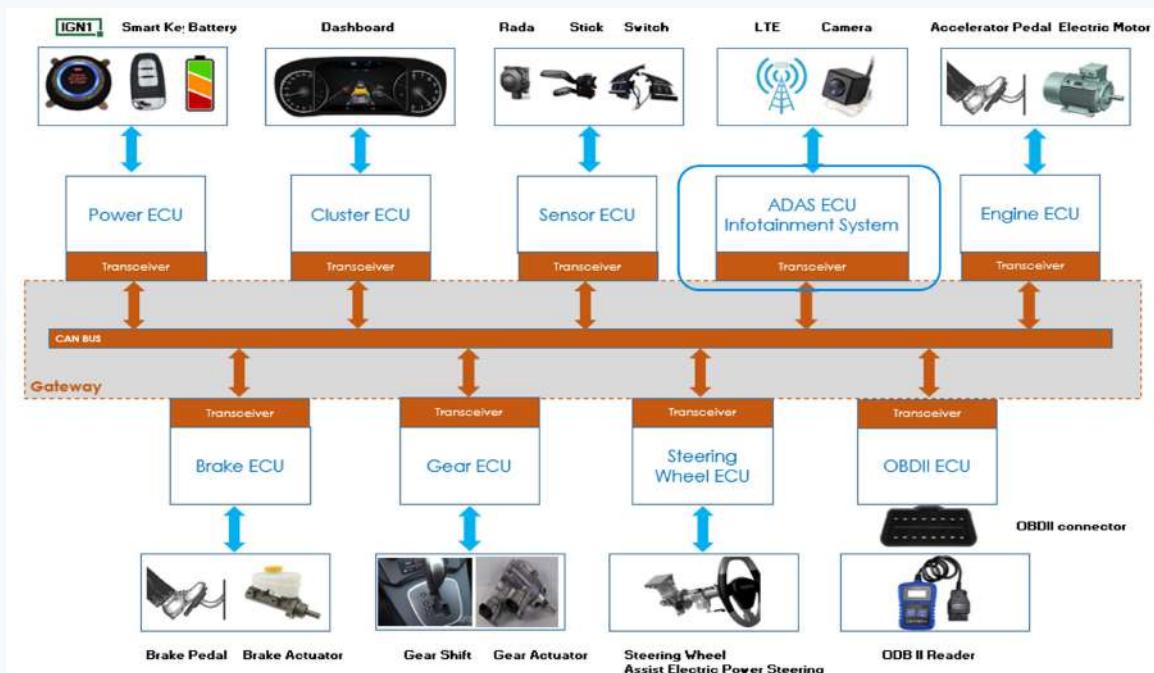 IGN1 Smart Key Battery
Dashboard
Rada Stick Switch
LTE Camera
Accelerator Pedal Electric Motor
Power ECU
Transceiver
Cluster ECU
Transceiver
Sensor ECU
Transceiver
ADAS ECU
Infotainment System
Transceiver
Engine ECU
Transceiver
CAN BUS
Gateway
Transceiver
Brake ECU
Transceiver
Gear ECU
Transceiver
Steering
Wheel ECU
Transceiver
OBDII ECU
OBDII connector
Brake Pedal Brake Actuator
Gear Shift Gear Actuator
Steering Wheel
Assist Electric Power Steering
ODB II Reader